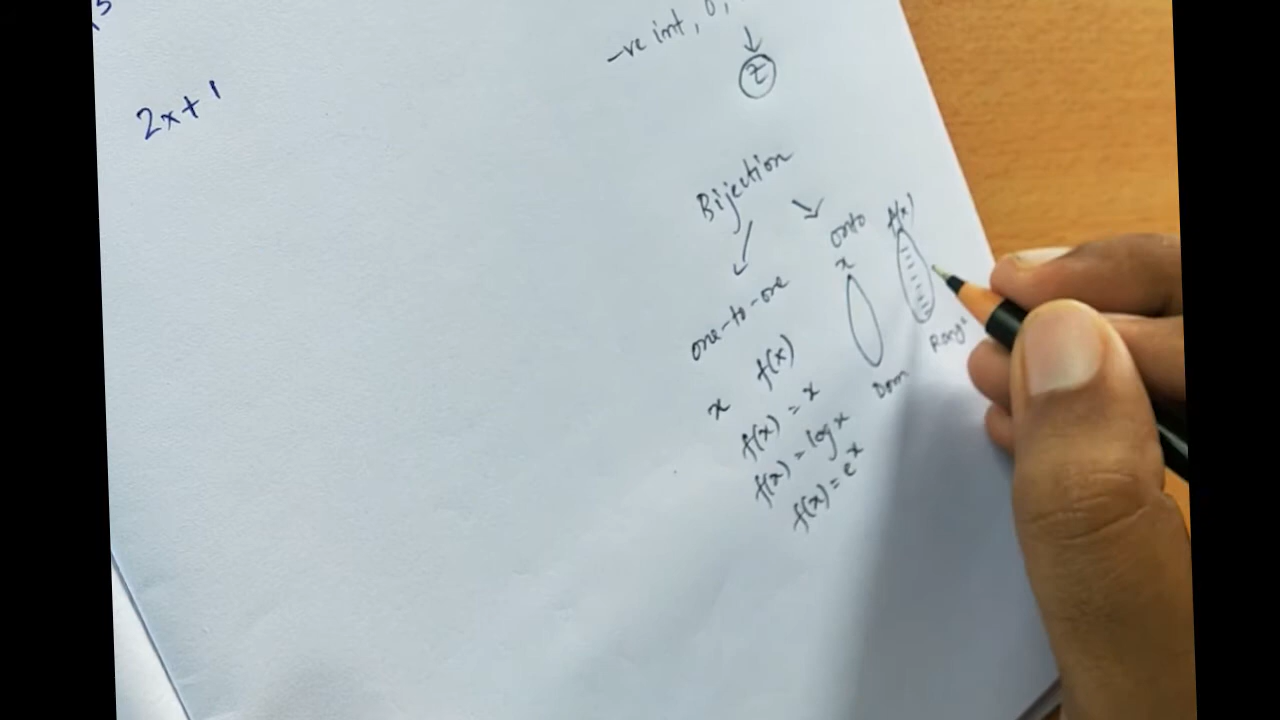 2x+1
-ve int, 0,
Z
Bijection
one-to-one
x f(x)
f(x) = x
f(x) = log x
f(x) = e^x
onto
x f(x)
Dom Range